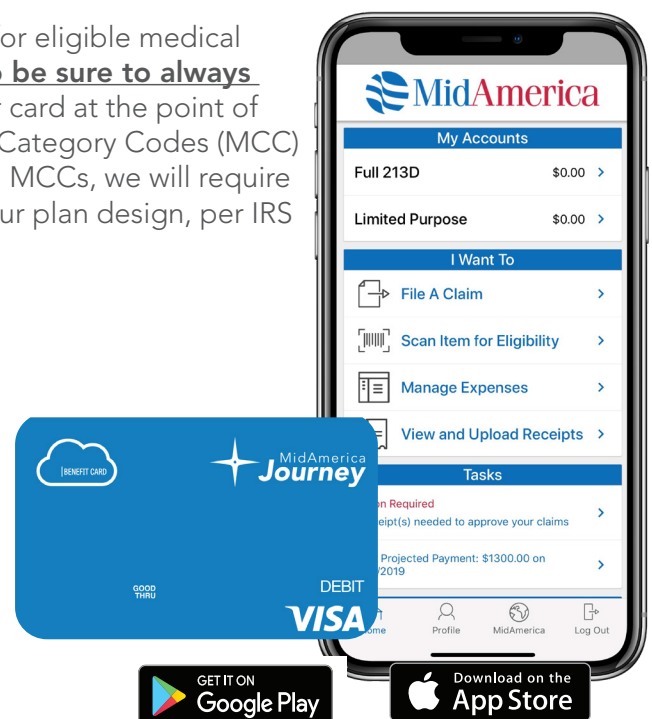 or eligible medical
be sure to always
card at the point of
Category Codes (MCC)
MCCs, we will require
ur plan design, per IRS
MidAmerica
My Accounts
Full 213D $0.00
Limited Purpose $0.00
I Want To
File A Claim
Scan Item for Eligibility
Manage Expenses
View and Upload Receipts
Tasks
on Required
eipt(s) needed to approve your claims
Projected Payment: $1300.00 on
/2019
ome Profile MidAmerica Log Out
BENEFIT CARD
MidAmerica
Journey
GOOD
THRU
DEBIT
VISA
GET IT ON
Google Play
Download on the
App Store